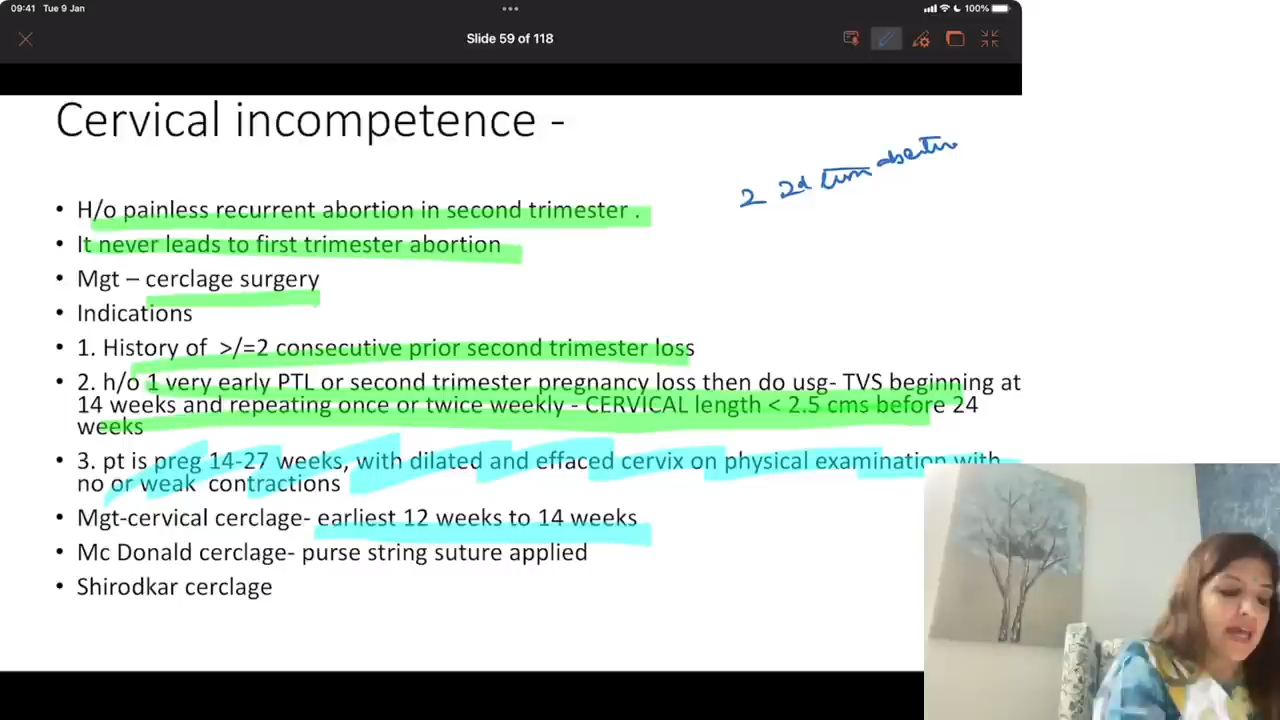 09:41 Tue 9 Jan
100%
Slide 59 of 118
Cervical incompetence -
2 2d trim abortn
• H/o painless recurrent abortion in second trimester .
• It never leads to first trimester abortion
• Mgt – cerclage surgery
• Indications
• 1. History of >/=2 consecutive prior second trimester loss
• 2. h/o 1 very early PTL or second trimester pregnancy loss then do usg- TVS beginning at
14 weeks and repeating once or twice weekly - CERVICAL length < 2.5 cms before 24
weeks
• 3. pt is preg 14-27 weeks, with dilated and effaced cervix on physical examination with
no or weak contractions
• Mgt-cervical cerclage- earliest 12 weeks to 14 weeks
• Mc Donald cerclage- purse string suture applied
• Shirodkar cerclage